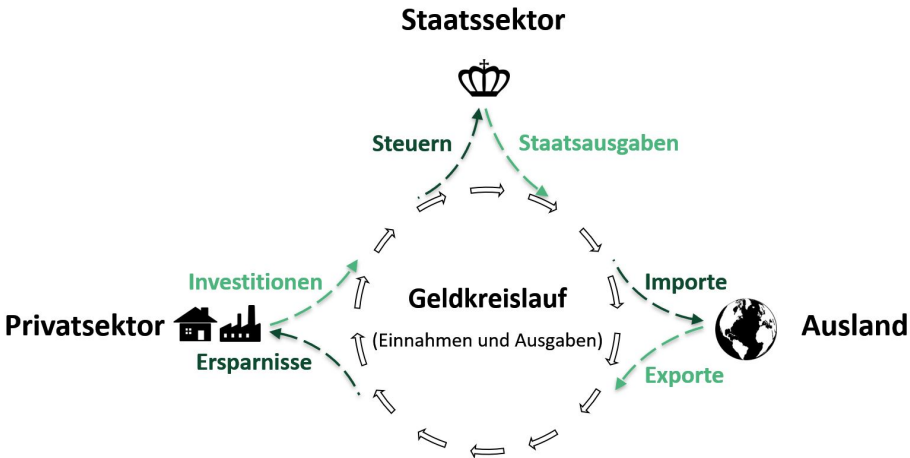 Staatssektor
Steuern
Staatsausgaben
Investitionen
Geldkreislauf
Importe
Privatsektor
(Einnahmen und Ausgaben)
Ausland
Ersparnisse
Exporte